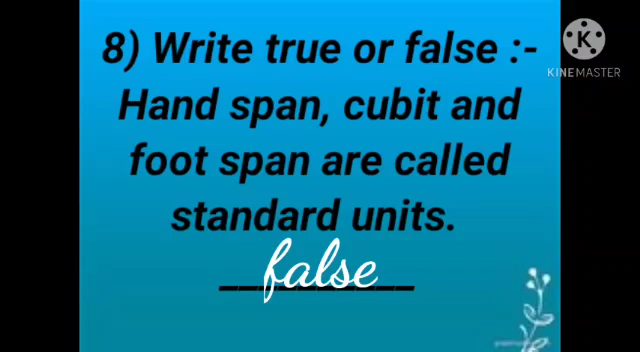 8) Write true or false :-
Hand span, cubit and
foot span are called
standard units.
false
KINEMASTER